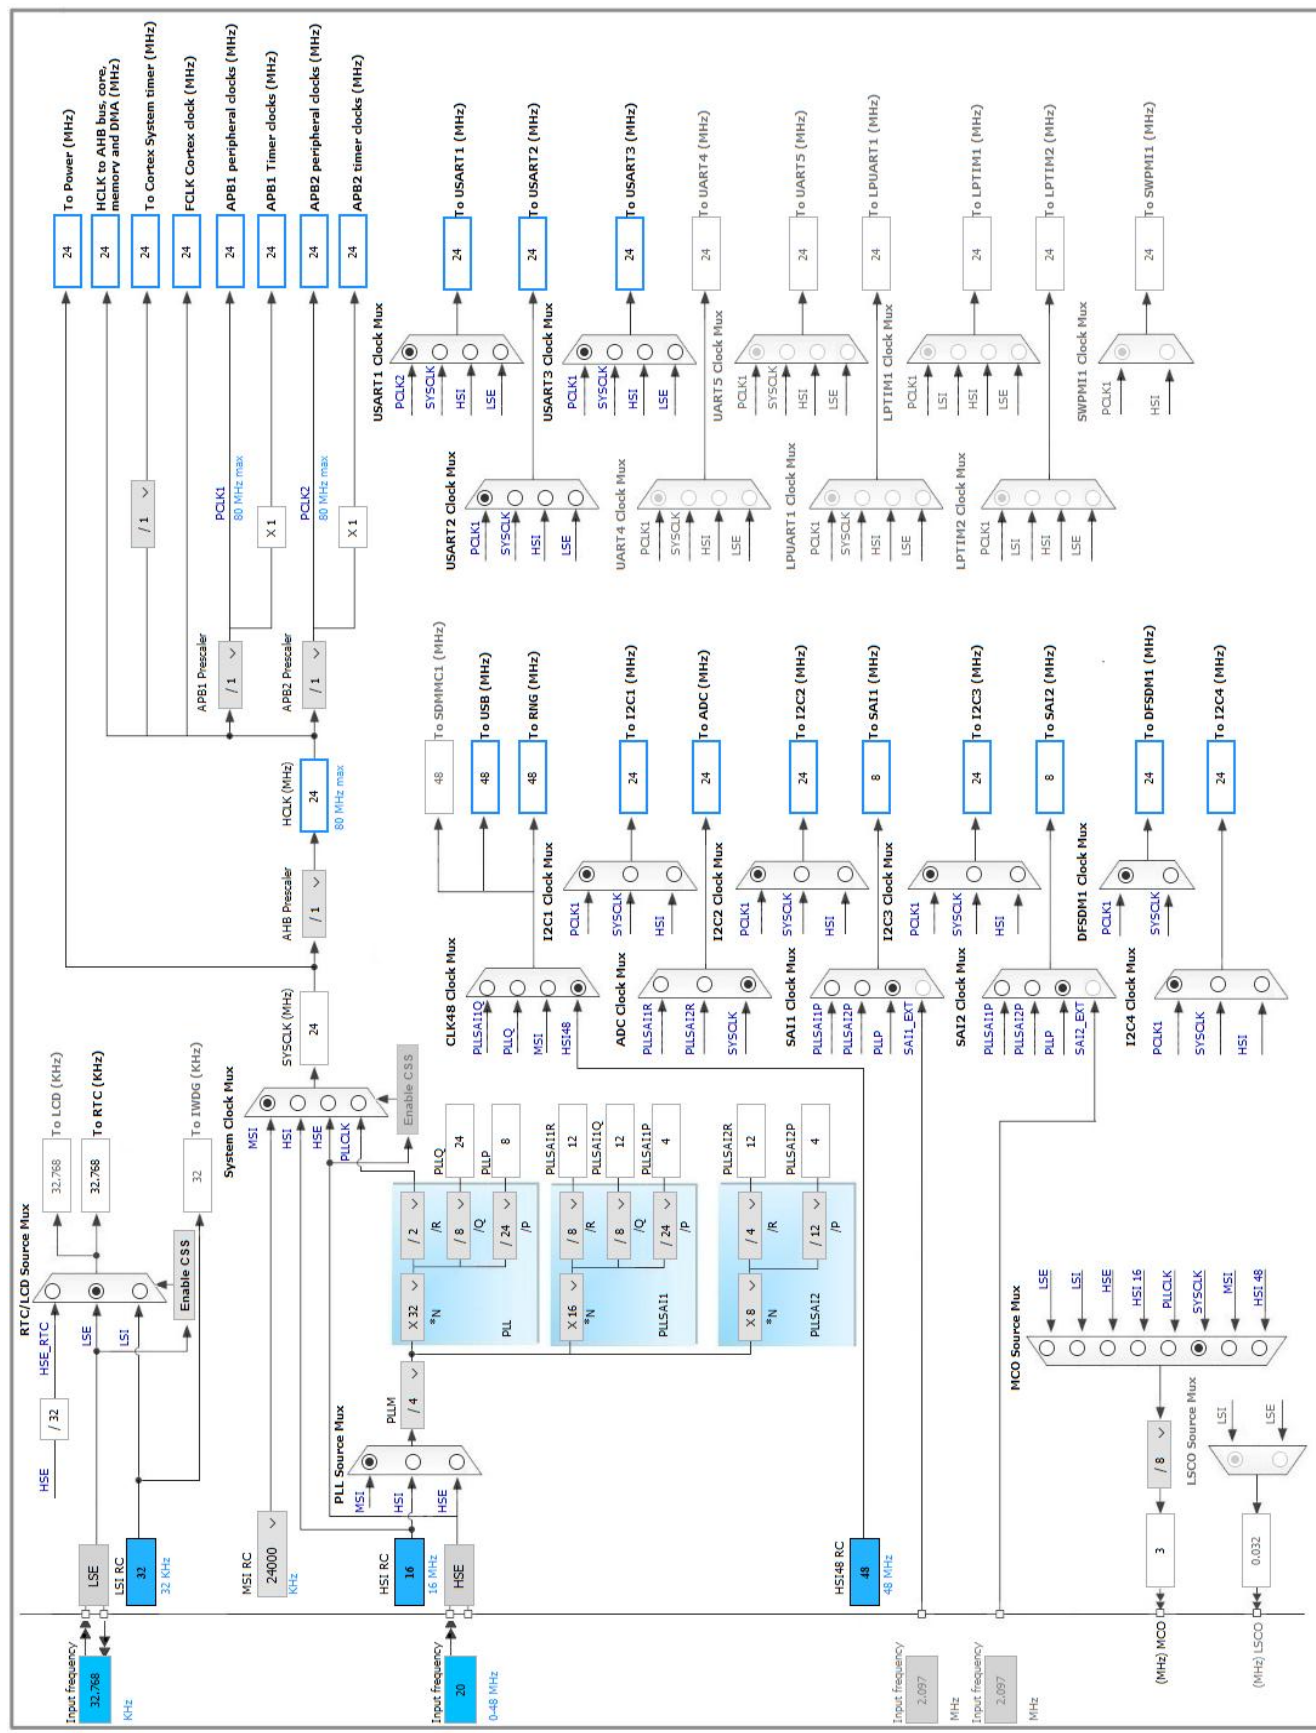 RTC/LCD Source Mux
HSE
/ 32
HSE_RTC
LSE
LSI
Enable CSS
32.768
To LCD (KHz)
32.768
To RTC (KHz)
32
To IWDG (KHz)
Input frequency
32.768
KHz
LSE
LSI RC
32
32 KHz
MSI RC
24000
KHz
HSI RC
16
16 MHz
Input frequency
20
0-48 MHz
HSE
HSI48 RC
48
48 MHz
Input frequency
2.097
MHz
Input frequency
2.097
MHz
System Clock Mux
MSI
HSI
HSE
PLLCLK
Enable CSS
SYSCLK (MHz)
24
AHB Prescaler
/ 1
HCLK (MHz)
24
80 MHz max
APB1 Prescaler
/ 1
PCLK1
80 MHz max
X 1
APB2 Prescaler
/ 1
PCLK2
80 MHz max
X 1
/ 1
24
To Power (MHz)
24
HCLK to AHB bus, core,
memory and DMA (MHz)
24
To Cortex System timer (MHz)
24
FCLK Cortex clock (MHz)
24
APB1 peripheral clocks (MHz)
24
APB1 Timer clocks (MHz)
24
APB2 peripheral clocks (MHz)
24
APB2 timer clocks (MHz)
PLL Source Mux
MSI
HSI
HSE
PLLM
/ 4
X 32
*N
PLL
/ 2
/R
/ 8
/Q
/ 24
/P
PLLQ
24
PLLP
8
X 16
*N
PLLSAI1
/ 8
/R
/ 8
/Q
/ 24
/P
PLLSAI1R
12
PLLSAI1Q
12
PLLSAI1P
4
X 8
*N
PLLSAI2
/ 4
/R
/ 12
/P
PLLSAI2R
12
PLLSAI2P
4
CLK48 Clock Mux
PLLSAI1Q
PLLQ
MSI
HSI48
48
To SDMMC1 (MHz)
48
To USB (MHz)
48
To RNG (MHz)
I2C1 Clock Mux
PCLK1
SYSCLK
HSI
24
To I2C1 (MHz)
ADC Clock Mux
PLLSAI1R
PLLSAI2R
SYSCLK
24
To ADC (MHz)
I2C2 Clock Mux
PCLK1
SYSCLK
HSI
24
To I2C2 (MHz)
SAI1 Clock Mux
PLLSAI1P
PLLSAI2P
PLLP
SAI1_EXT
8
To SAI1 (MHz)
I2C3 Clock Mux
PCLK1
SYSCLK
HSI
24
To I2C3 (MHz)
SAI2 Clock Mux
PLLSAI1P
PLLSAI2P
PLLP
SAI2_EXT
8
To SAI2 (MHz)
DFSDM1 Clock Mux
PCLK1
SYSCLK
24
To DFSDM1 (MHz)
I2C4 Clock Mux
PCLK1
SYSCLK
HSI
24
To I2C4 (MHz)
USART1 Clock Mux
PCLK2
SYSCLK
HSI
LSE
24
To USART1 (MHz)
USART2 Clock Mux
PCLK1
SYSCLK
HSI
LSE
24
To USART2 (MHz)
USART3 Clock Mux
PCLK1
SYSCLK
HSI
LSE
24
To USART3 (MHz)
UART4 Clock Mux
PCLK1
SYSCLK
HSI
LSE
24
To UART4 (MHz)
UART5 Clock Mux
PCLK1
SYSCLK
HSI
LSE
24
To UART5 (MHz)
LPUART1 Clock Mux
PCLK1
SYSCLK
HSI
LSE
24
To LPUART1 (MHz)
LPTIM1 Clock Mux
PCLK1
LSI
HSI
LSE
24
To LPTIM1 (MHz)
LPTIM2 Clock Mux
PCLK1
LSI
HSI
LSE
24
To LPTIM2 (MHz)
SWPMI1 Clock Mux
PCLK1
HSI
24
To SWPMI1 (MHz)
MCO Source Mux
LSE
LSI
HSE
HSI 16
PLLCLK
SYSCLK
MSI
HSI 48
/ 8
3
(MHz) MCO
LSCO Source Mux
LSI
LSE
0.032
(MHz) LSCO